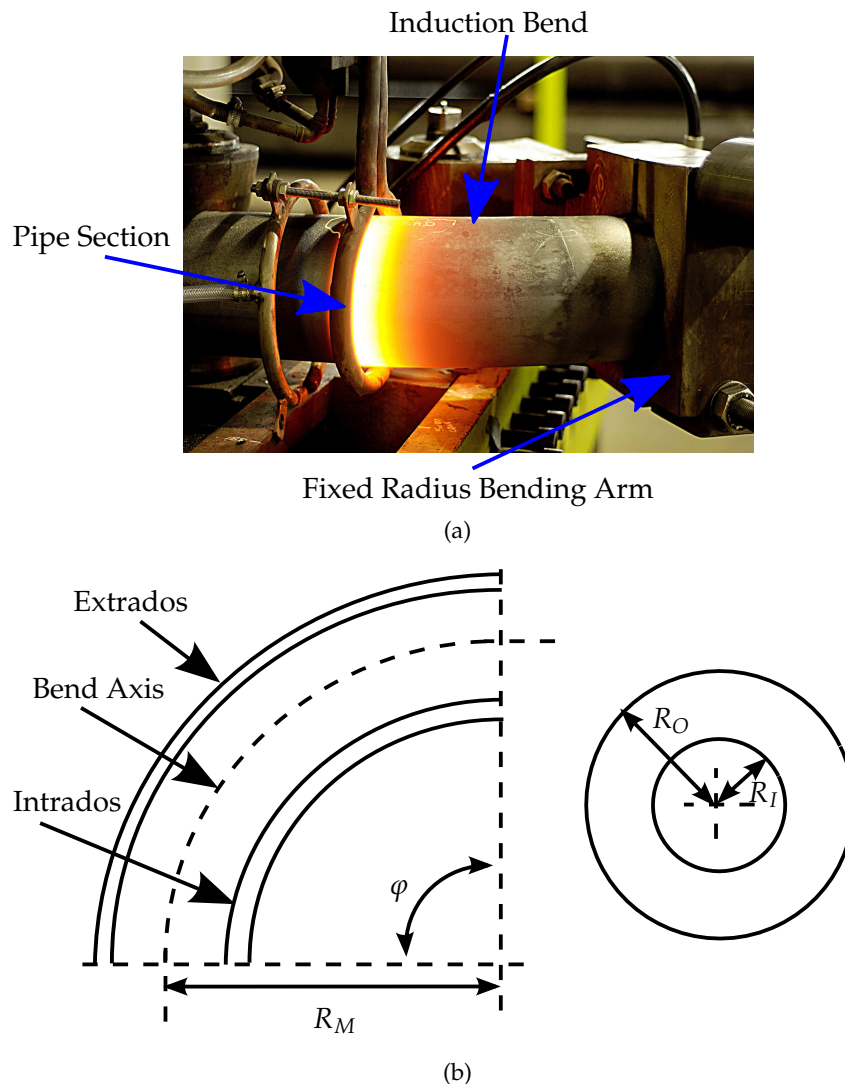 Induction Bend
Pipe Section
Fixed Radius Bending Arm
(a)
Extrados
Bend Axis
Intrados
φ
R_M
R_O
R_I
(b)